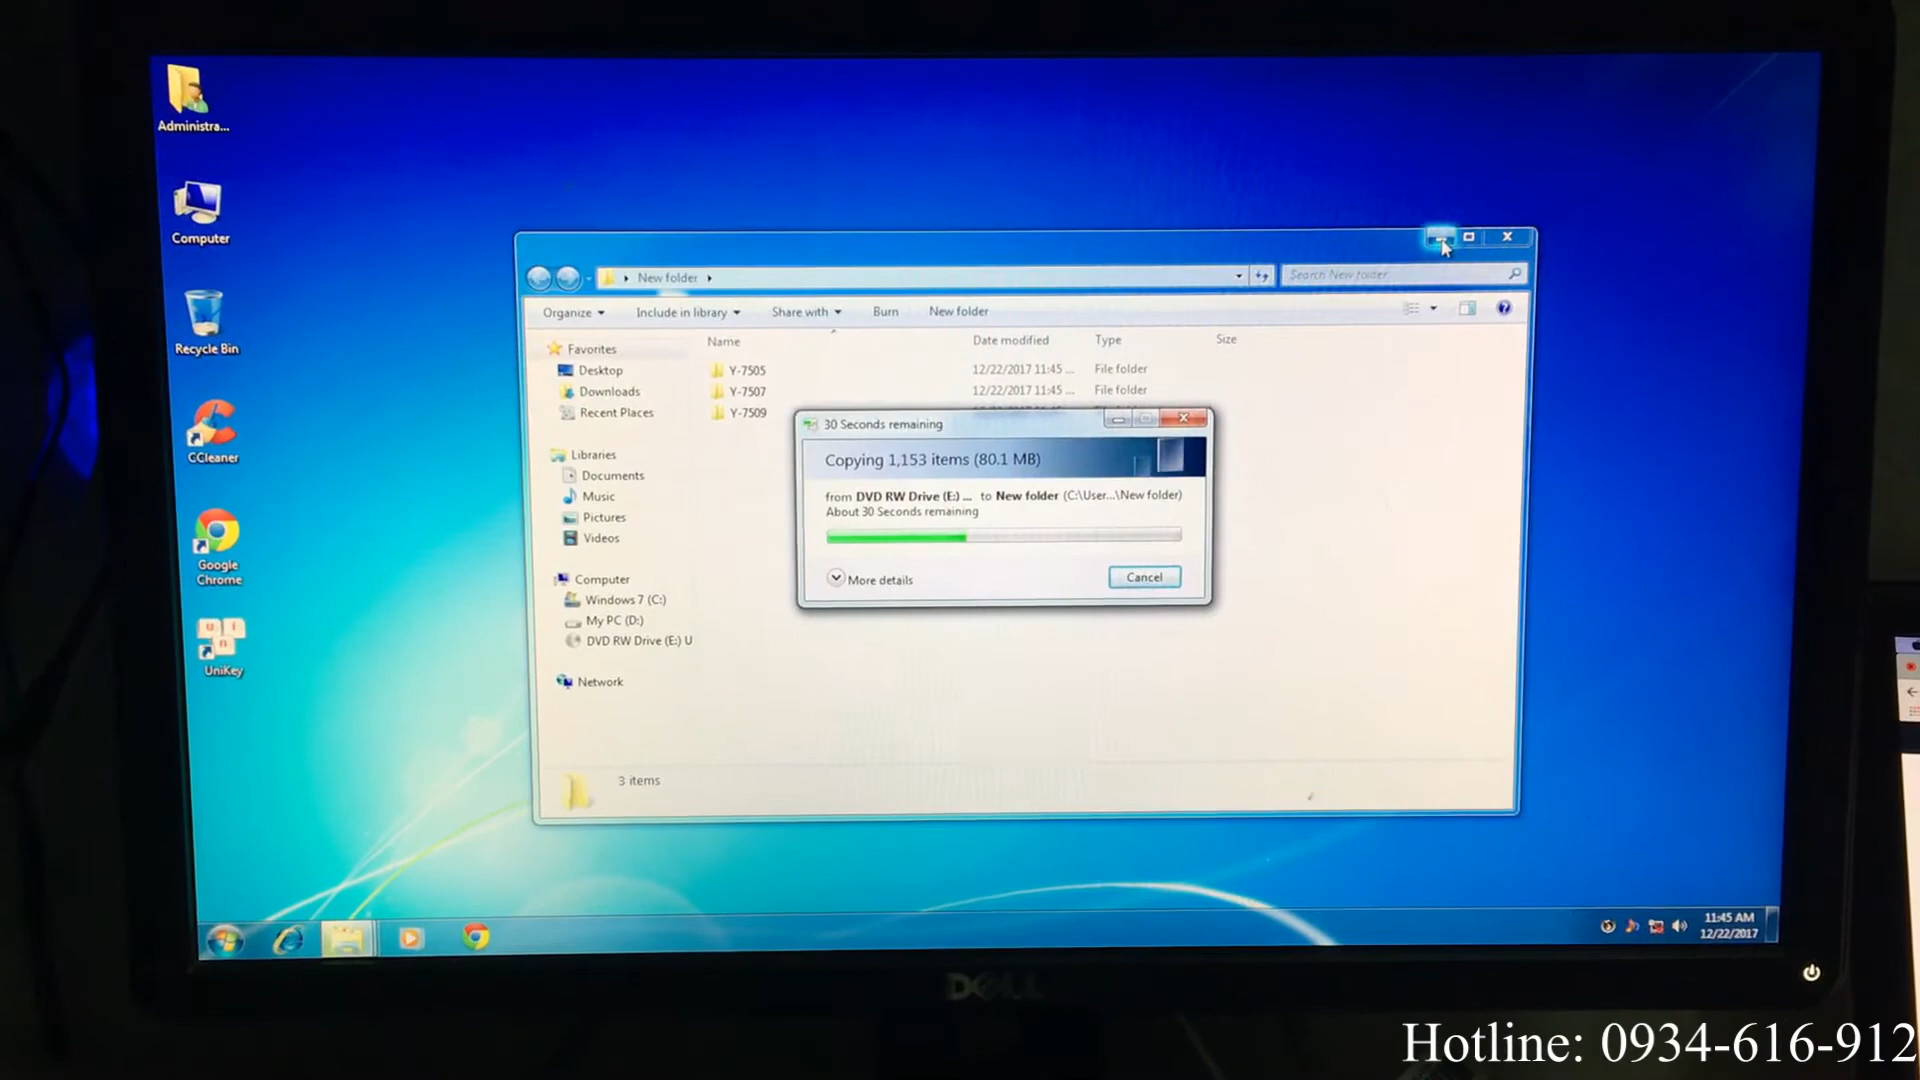 Administra...
Computer
Recycle Bin
CCleaner
Google
Chrome
UniKey
New folder
Search New folder
Organize
Include in library
Share with
Burn
New folder
Name
Date modified
Type
Size
Favorites
Desktop
Downloads
Recent Places
Libraries
Documents
Music
Pictures
Videos
Computer
Windows 7 (C:)
My PC (D:)
DVD RW Drive (E:) U
Network
Y-7505 12/22/2017 11:45 ... File folder
Y-7507 12/22/2017 11:45 ... File folder
Y-7509
30 Seconds remaining
Copying 1,153 items (80.1 MB)
from DVD RW Drive (E:) ... to New folder (C:\User...\New folder)
About 30 Seconds remaining
More details
Cancel
3 items
11:45 AM
12/22/2017
DELL
Hotline: 0934-616-912